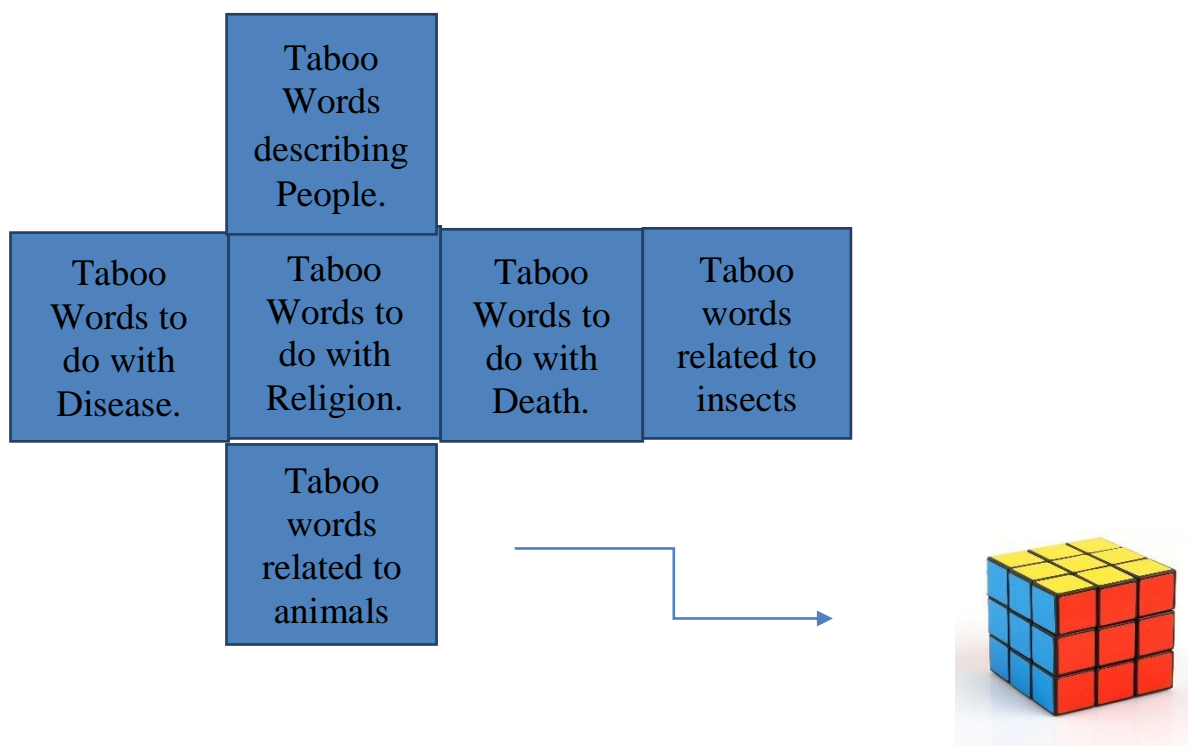 Taboo
Words
describing
People.
Taboo
Words to
do with
Disease.
Taboo
Words to
do with
Religion.
Taboo
Words to
do with
Death.
Taboo
words
related to
insects
Taboo
words
related to
animals